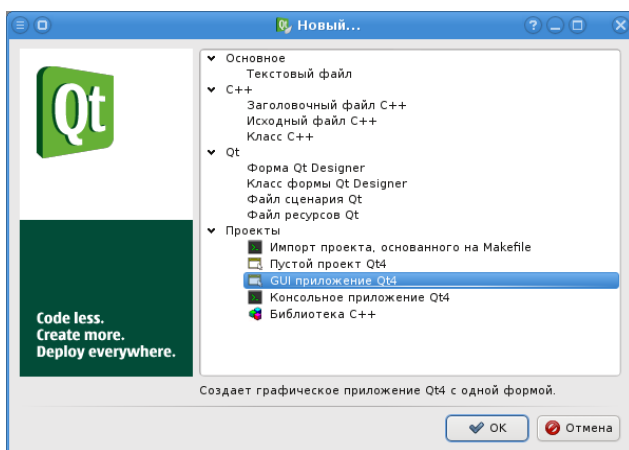 Новый...
Qt
Code less.
Create more.
Deploy everywhere.
Основное
Текстовый файл
C++
Заголовочный файл C++
Исходный файл C++
Класс C++
Qt
Форма Qt Designer
Класс формы Qt Designer
Файл сценария Qt
Файл ресурсов Qt
Проекты
Импорт проекта, основанного на Makefile
Пустой проект Qt4
GUI приложение Qt4
Консольное приложение Qt4
Библиотека C++
Создает графическое приложение Qt4 с одной формой.
OK
Отмена